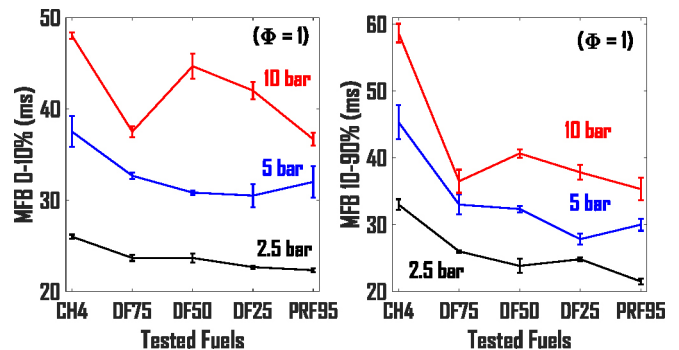 MFB 0-10% (ms)
50
40
30
20
(Φ = 1)
10 bar
5 bar
2.5 bar
CH4 DF75 DF50 DF25 PRF95
Tested Fuels
MFB 10-90% (ms)
60
50
40
30
20
(Φ = 1)
10 bar
5 bar
2.5 bar
CH4 DF75 DF50 DF25 PRF95
Tested Fuels